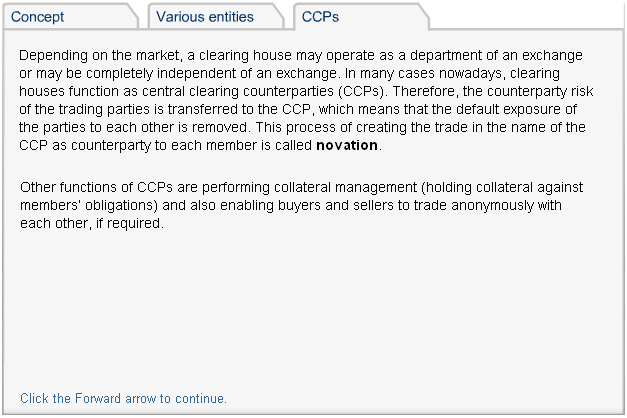 Concept
Various entities
CCPs
Depending on the market, a clearing house may operate as a department of an exchange
or may be completely independent of an exchange. In many cases nowadays, clearing
houses function as central clearing counterparties (CCPs). Therefore, the counterparty risk
of the trading parties is transferred to the CCP, which means that the default exposure of
the parties to each other is removed. This process of creating the trade in the name of the
CCP as counterparty to each member is called novation.
Other functions of CCPs are performing collateral management (holding collateral against
members' obligations) and also enabling buyers and sellers to trade anonymously with
each other, if required.
Click the Forward arrow to continue.